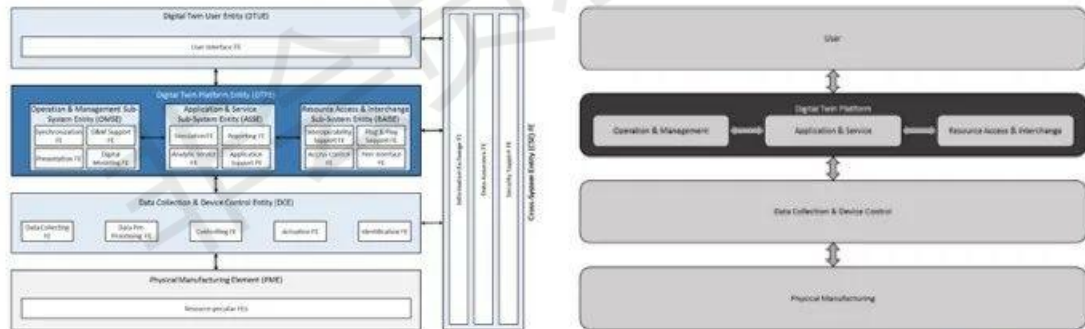 Digital Twin User Entity (DTUE)
User Interface FE
Digital Twin Platform Entity (DTPE)
Operation & Management Sub-
System Entity (OMSE)
Synchronization
FE
O&M Support
FE
Presentation FE
Digital
Modeling FE
Application & Service
Sub-System Entity (ASSE)
Simulation FE
Reporting FE
Analytic Service
FE
Application
Support FE
Resource Access & Interchange
Sub-System Entity (RAISE)
Interoperability
Support FE
Plug & Play
Support FE
Access Control
FE
Peer Interface
FE
Data Collection & Device Control Entity (DCE)
Data Collecting
FE
Data Pre-
Processing FE
Controlling FE
Actuation FE
Identification FE
Physical Manufacturing Element (PME)
Resource peculiar FEs
Information Exchange FE
Data Assurance FE
Security Support FE
Cross-System Entity (CSE) FE
User
Digital Twin Platform
Operation & Management
Application & Service
Resource Access & Interchange
Data Collection & Device Control
Physical Manufacturing